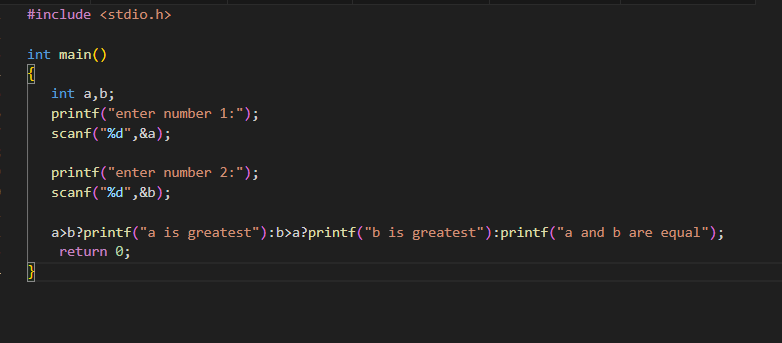 #include <stdio.h>
int main()
{
int a,b;
printf("enter number 1:");
scanf("%d",&a);
printf("enter number 2:");
scanf("%d",&b);
a>b?printf("a is greatest"):b>a?printf("b is greatest"):printf("a and b are equal");
return 0;
}